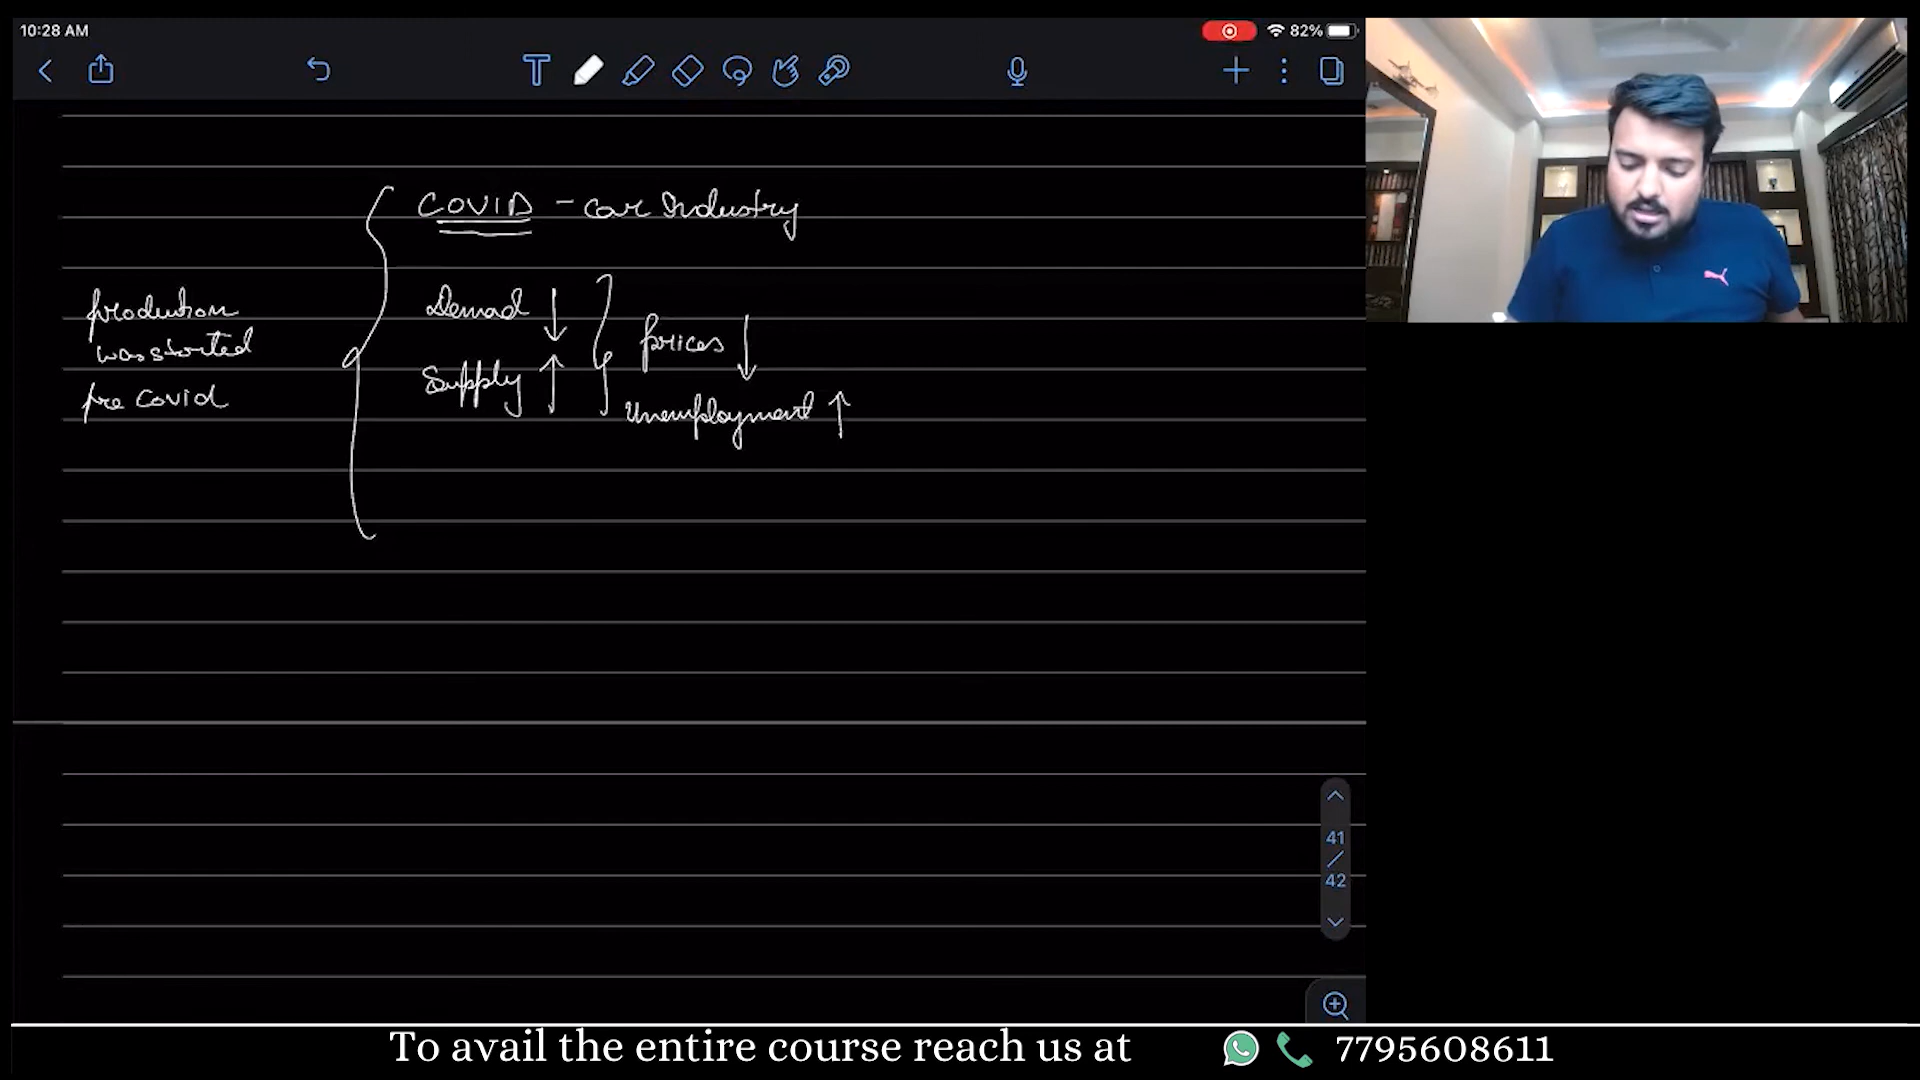 10:28 AM
82%
T
COVID - Car Industry
Demad ↓
Supply ↑
prices ↓
Unemployment ↑
production
was started
pre Covid
41
/
42
To avail the entire course reach us at 7795608611